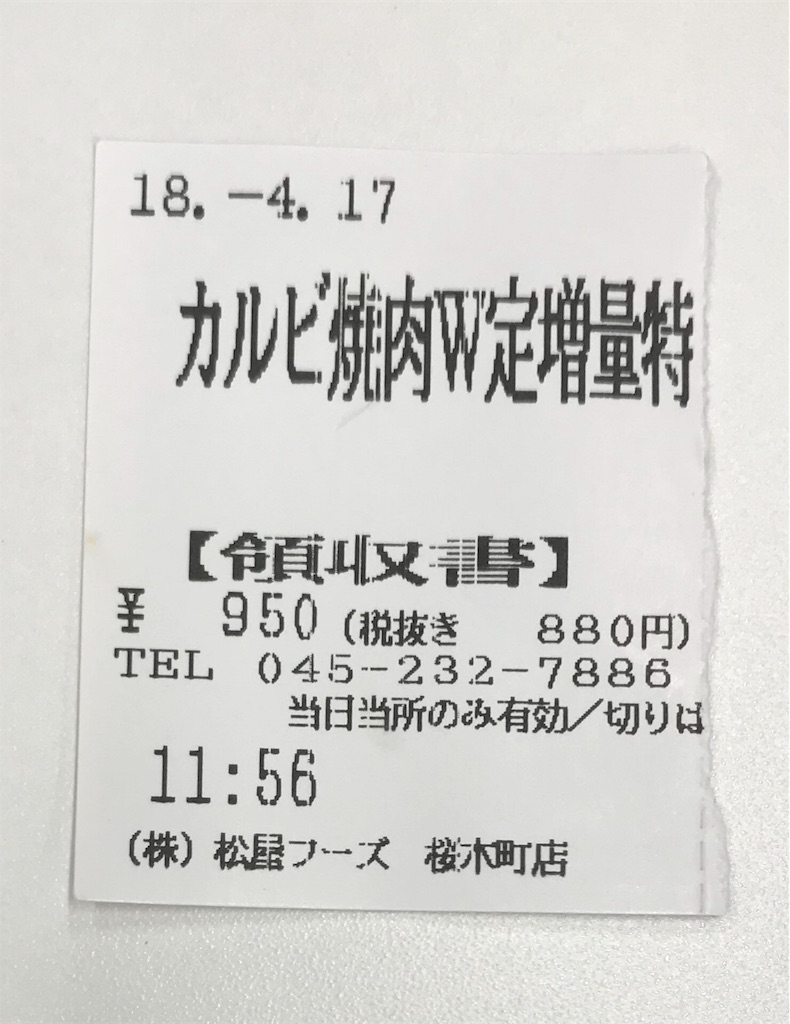 18.-4.17
カルビ焼肉W定増量特
【領収書】
¥ 950(税抜き 880円)
TEL 045-232-7886
当日当所のみ有効/切りは
11:56
(株)松屋フーズ 桜木町店